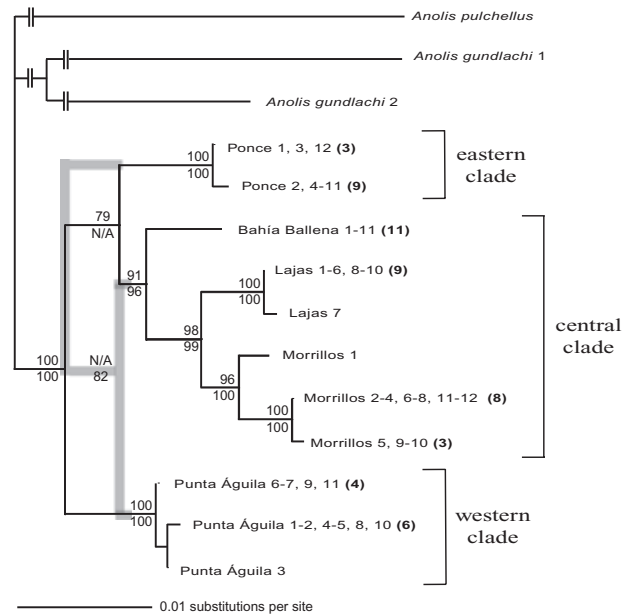 Anolis pulchellus
Anolis gundlachi 1
Anolis gundlachi 2
100
100
Ponce 1, 3, 12 (3)
Ponce 2, 4-11 (9)
eastern
clade
79
N/A
Bahía Ballena 1-11 (11)
91
96
Lajas 1-6, 8-10 (9)
100
100
Lajas 7
98
99
central
clade
Morrillos 1
100
100
N/A
82
96
100
Morrillos 2-4, 6-8, 11-12 (8)
100
100
Morrillos 5, 9-10 (3)
Punta Águila 6-7, 9, 11 (4)
100
100
Punta Águila 1-2, 4-5, 8, 10 (6)
western
clade
Punta Águila 3
0.01 substitutions per site